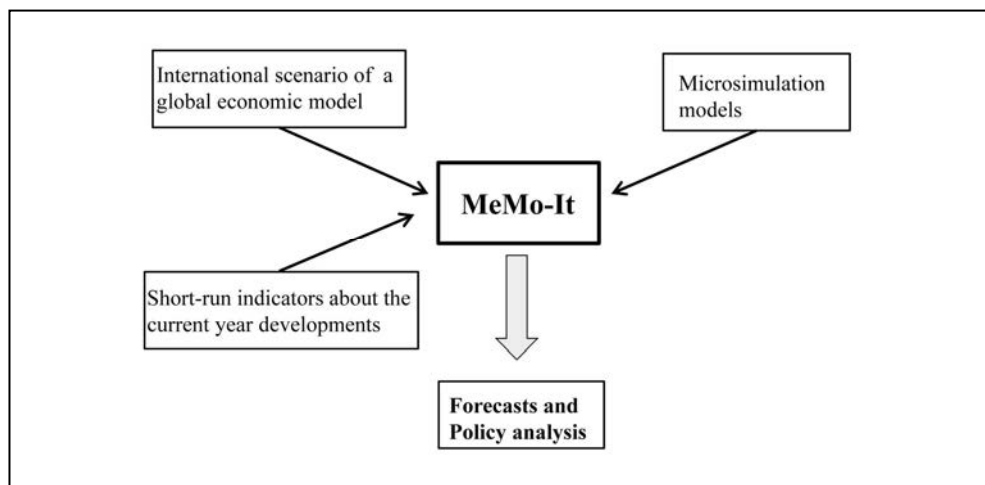 International scenario of a
global economic model
Microsimulation
models
MeMo-It
Short-run indicators about the
current year developments
Forecasts and
Policy analysis